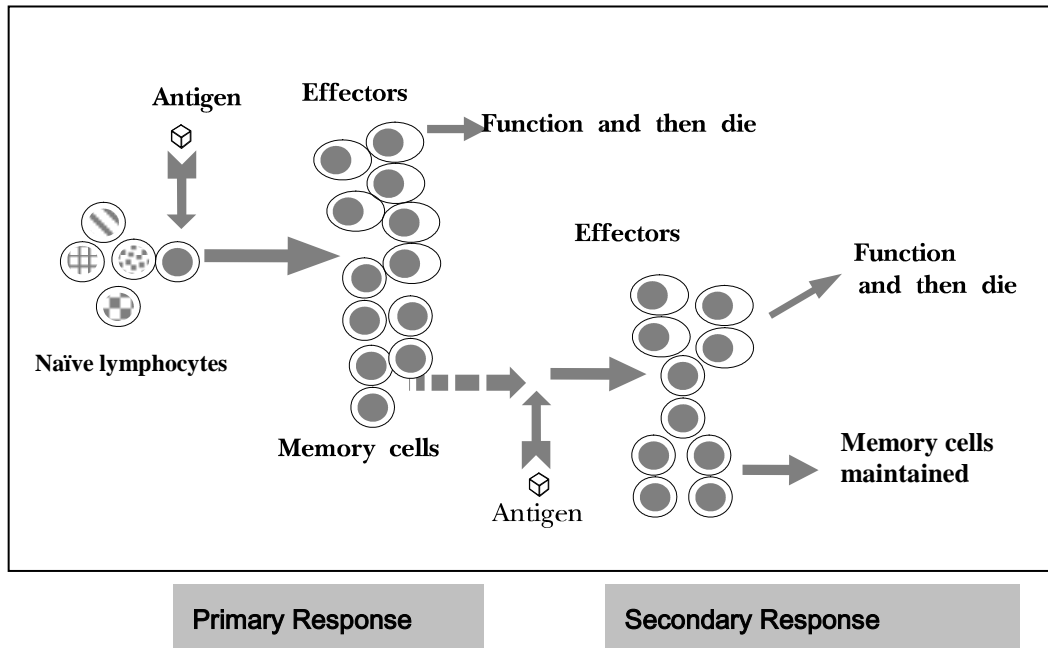 Antigen
Effectors
Function and then die
Naïve lymphocytes
Memory cells
Antigen
Effectors
Function
and then die
Memory cells
maintained
Primary Response
Secondary Response